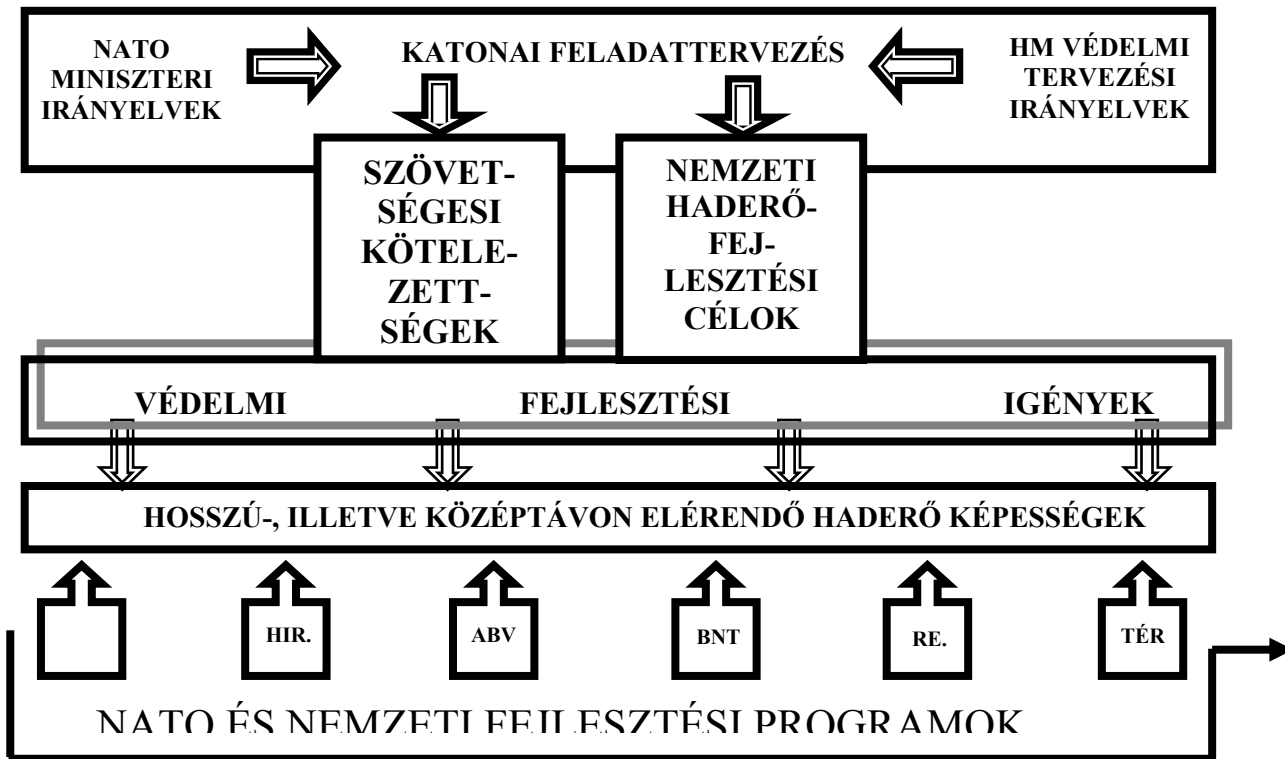 NATO
MINISZTERI
IRÁNYELVEK
KATONAI FELADATTERVEZÉS
HM VÉDELMI
TERVEZÉSI
IRÁNYELVEK
SZÖVET-
SÉGESI
KÖTELE-
ZETT-
SÉGEK
NEMZETI
HADERŐ-
FEJ-
LESZTÉSI
CÉLOK
VÉDELMI FEJLESZTÉSI IGÉNYEK
HOSSZÚ-, ILLETVE KÖZÉPTÁVON ELÉRENDŐ HADERŐ KÉPESSÉGEK
HIR. ABV BNT RE. TÉR
NATO ÉS NEMZETI FEJLESZTÉSI PROGRAMOK